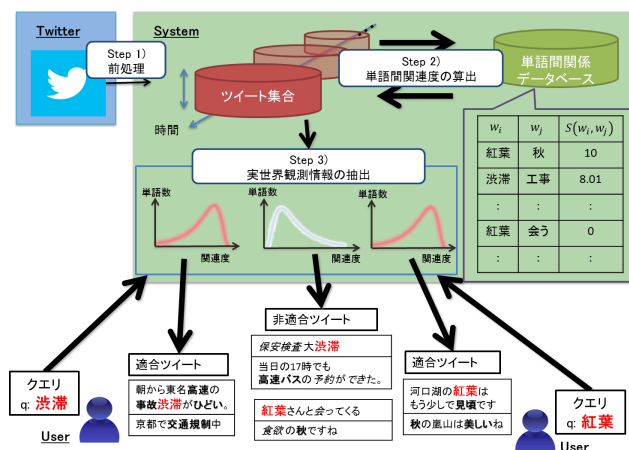 Twitter
System
Step 1)
前処理
Step 2)
単語間関連度の算出
単語間関係
データベース
ツイート集合
時間
Step 3)
実世界観測情報の抽出
wi wj S(wi, wj)
紅葉 秋 10
渋滞 工事 8.01
: : :
紅葉 会う 0
: : :
単語数 単語数 単語数
関連度 関連度 関連度
非適合ツイート
保安検査大渋滞
当日の17時でも
高速バスの予約ができた。
紅葉さんと会ってくる
食欲の秋ですね
適合ツイート
朝から東名高速の
事故渋滞がひどい。
京都で交通規制中
適合ツイート
河口湖の紅葉は
もう少しで見頃です
秋の嵐山は美しいね
クエリ
q: 渋滞
User
クエリ
q: 紅葉
User